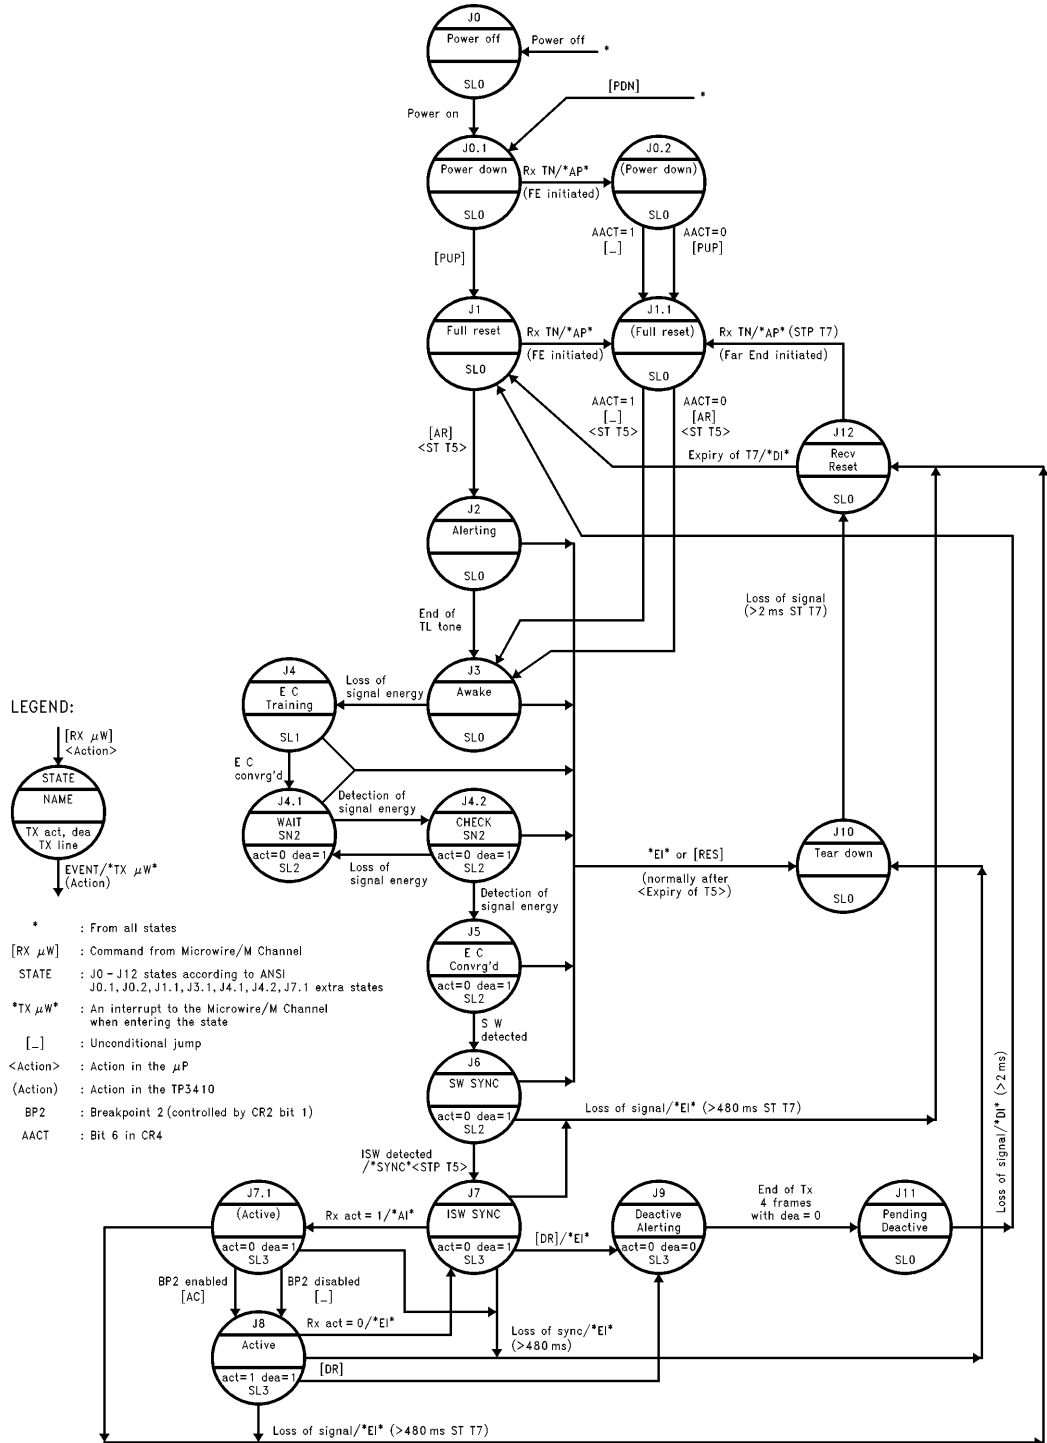 J0
Power off
SL0
Power off
*
Power on
[PDN]
*
J0.1
Power down
SL0
Rx TN/*AP*
(FE initiated)
J0.2
(Power down)
SL0
[PUP]
AACT=1
[_]
AACT=0
[PUP]
J1
Full reset
SL0
Rx TN/*AP*
(FE initiated)
J1.1
(Full reset)
SL0
Rx TN/*AP* (STP T7)
(Far End initiated)
[AR]
<ST T5>
AACT=1
[_]
<ST T5>
AACT=0
[AR]
<ST T5>
Expiry of T7/*DI*
J12
Recv
Reset
SL0
J2
Alerting
SL0
End of
TL tone
Loss of signal
(>2 ms ST T7)
J4
E C
Training
SL1
Loss of
signal energy
J3
Awake
SL0
E C
convrg'd
J4.1
WAIT
SN2
act=0 dea=1
SL2
Detection of
signal energy
Loss of
signal energy
J4.2
CHECK
SN2
act=0 dea=1
SL2
*EI* or [RES]
(normally after
<Expiry of T5>)
J10
Tear down
SL0
Detection of
signal energy
J5
E C
Convrg'd
act=0 dea=1
SL2
S W
detected
J6
SW SYNC
act=0 dea=1
SL2
Loss of signal/*EI* (>480 ms ST T7)
Loss of signal/*DI* (>2 ms)
ISW detected
/*SYNC*<STP T5>
J7.1
(Active)
act=0 dea=1
SL3
Rx act = 1/*AI*
J7
ISW SYNC
act=0 dea=1
SL3
[DR]/*EI*
J9
Deactive
Alerting
act=0 dea=0
SL3
End of Tx
4 frames
with dea = 0
J11
Pending
Deactive
SL0
BP2 enabled
[AC]
BP2 disabled
[_]
J8
Active
act=1 dea=1
SL3
Rx act = 0/*EI*
Loss of sync/*EI*
(>480 ms)
[DR]
Loss of signal/*EI* (>480 ms ST T7)
LEGEND:
[RX μW]
<Action>
STATE
NAME
TX act, dea
TX line
EVENT/*TX μW*
(Action)
* : From all states
[RX μW] : Command from Microwire/M Channel
STATE : J0 – J12 states according to ANSI
J0.1, J0.2, J1.1, J3.1, J4.1, J4.2, J7.1 extra states
*TX μW* : An interrupt to the Microwire/M Channel
when entering the state
[_] : Unconditional jump
<Action> : Action in the μP
(Action) : Action in the TP3410
BP2 : Breakpoint 2 (controlled by CR2 bit 1)
AACT : Bit 6 in CR4